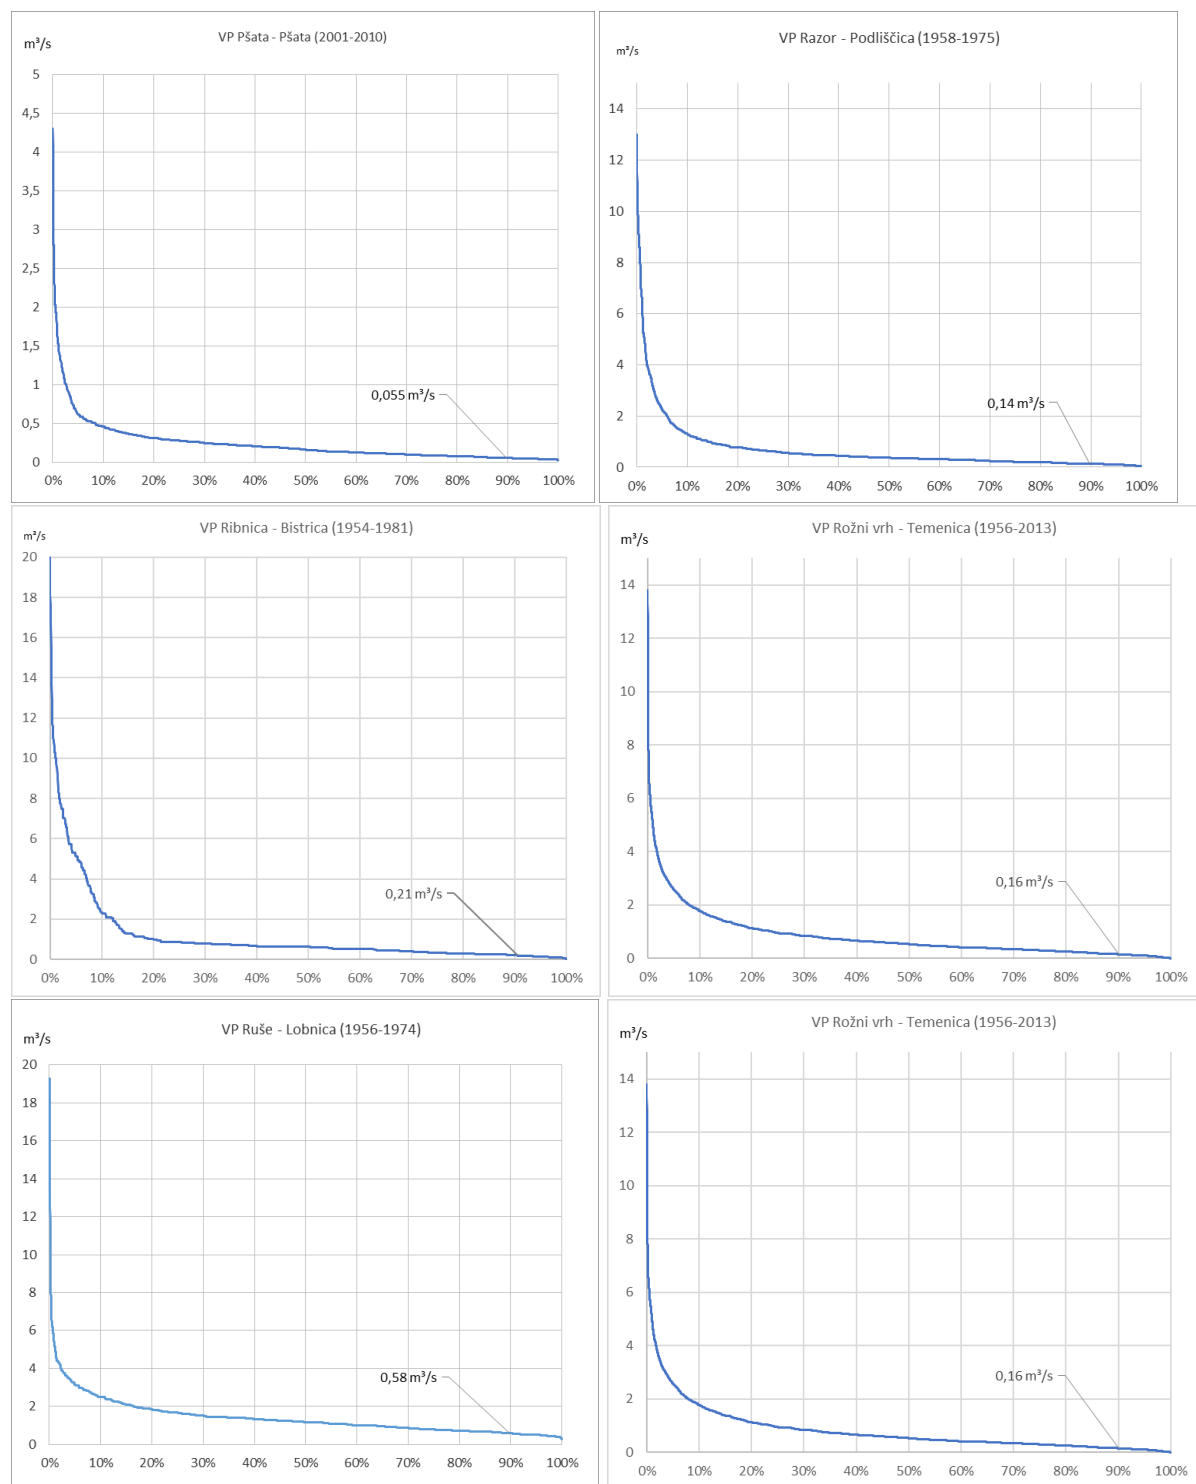 VP Pšata - Pšata (2001-2010)
m³/s
5
4,5
4
3,5
3
2,5
2
1,5
1
0,5
0
0,055 m³/s
0% 10% 20% 30% 40% 50% 60% 70% 80% 90% 100%
VP Razor - Podliščica (1958-1975)
m³/s
14
12
10
8
6
4
2
0
0,14 m³/s
0% 10% 20% 30% 40% 50% 60% 70% 80% 90% 100%
VP Ribnica - Bistrica (1954-1981)
m³/s
20
18
16
14
12
10
8
6
4
2
0
0,21 m³/s
0% 10% 20% 30% 40% 50% 60% 70% 80% 90% 100%
VP Rožni vrh - Temenica (1956-2013)
m³/s
14
12
10
8
6
4
2
0
0,16 m³/s
0% 10% 20% 30% 40% 50% 60% 70% 80% 90% 100%
VP Ruše - Lobnica (1956-1974)
m³/s
20
18
16
14
12
10
8
6
4
2
0
0,58 m³/s
0% 10% 20% 30% 40% 50% 60% 70% 80% 90% 100%
VP Rožni vrh - Temenica (1956-2013)
m³/s
14
12
10
8
6
4
2
0
0,16 m³/s
0% 10% 20% 30% 40% 50% 60% 70% 80% 90% 100%